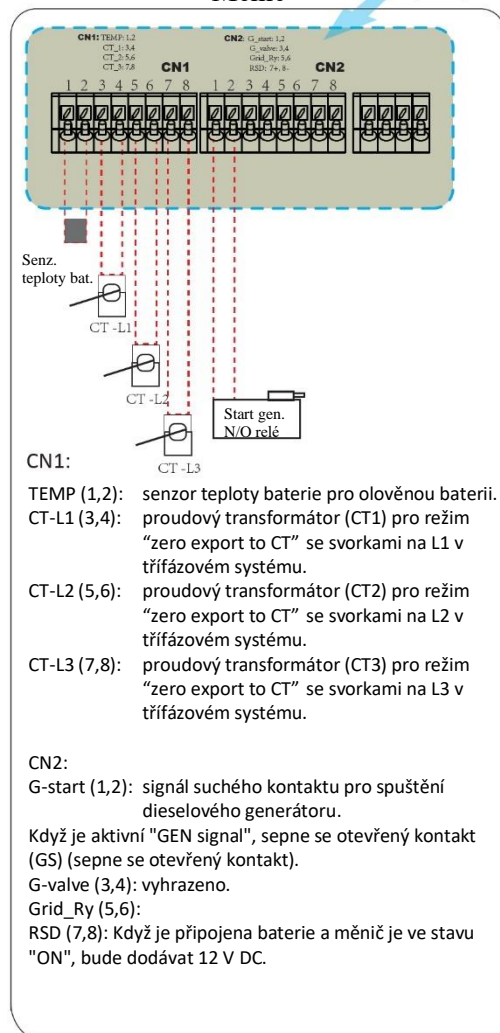 CN1: TEMP: 1,2
CT_1: 3,4
CT_2: 5,6
CT_3: 7,8
CN1
CN2: G_start: 1,2
G_valve: 3,4
Grid_Ry: 5,6
RSD: 7+, 8-
CN2
1 2 3 4 5 6 7 8
1 2 3 4 5 6 7 8
Senz.
teploty bat.
CT -L1
CT -L2
CT -L3
Start gen.
N/O relé
CN1:
TEMP (1,2): senzor teploty baterie pro olověnou baterii.
CT-L1 (3,4): proudový transformátor (CT1) pro režim
“zero export to CT” se svorkami na L1 v
třífázovém systému.
CT-L2 (5,6): proudový transformátor (CT2) pro režim
“zero export to CT” se svorkami na L2 v
třífázovém systému.
CT-L3 (7,8): proudový transformátor (CT3) pro režim
“zero export to CT” se svorkami na L3 v
třífázovém systému.
CN2:
G-start (1,2): signál suchého kontaktu pro spuštění
dieselového generátoru.
Když je aktivní "GEN signal", sepne se otevřený kontakt
(GS) (sepne se otevřený kontakt).
G-valve (3,4): vyhrazeno.
Grid_Ry (5,6):
RSD (7,8): Když je připojena baterie a měnič je ve stavu
"ON", bude dodávat 12 V DC.